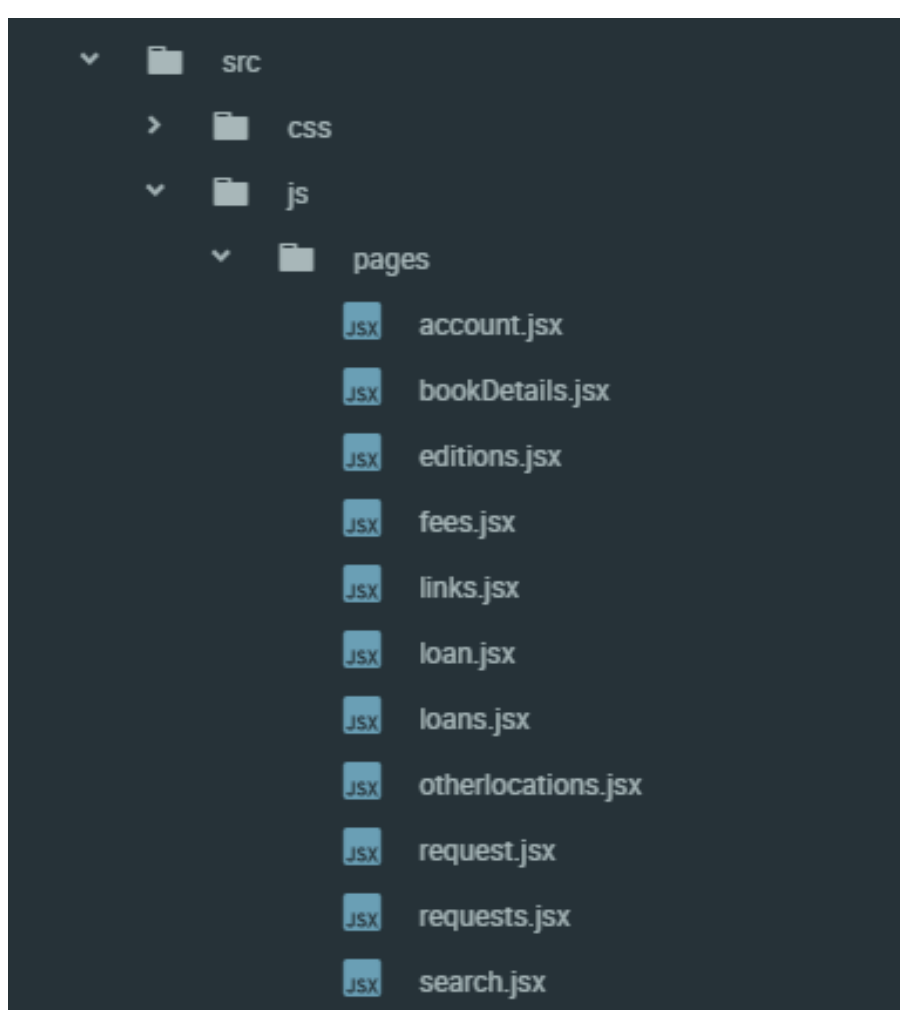 src
css
js
pages
JSX account.jsx
JSX bookDetails.jsx
JSX editions.jsx
JSX fees.jsx
JSX links.jsx
JSX loan.jsx
JSX loans.jsx
JSX otherlocations.jsx
JSX request.jsx
JSX requests.jsx
JSX search.jsx